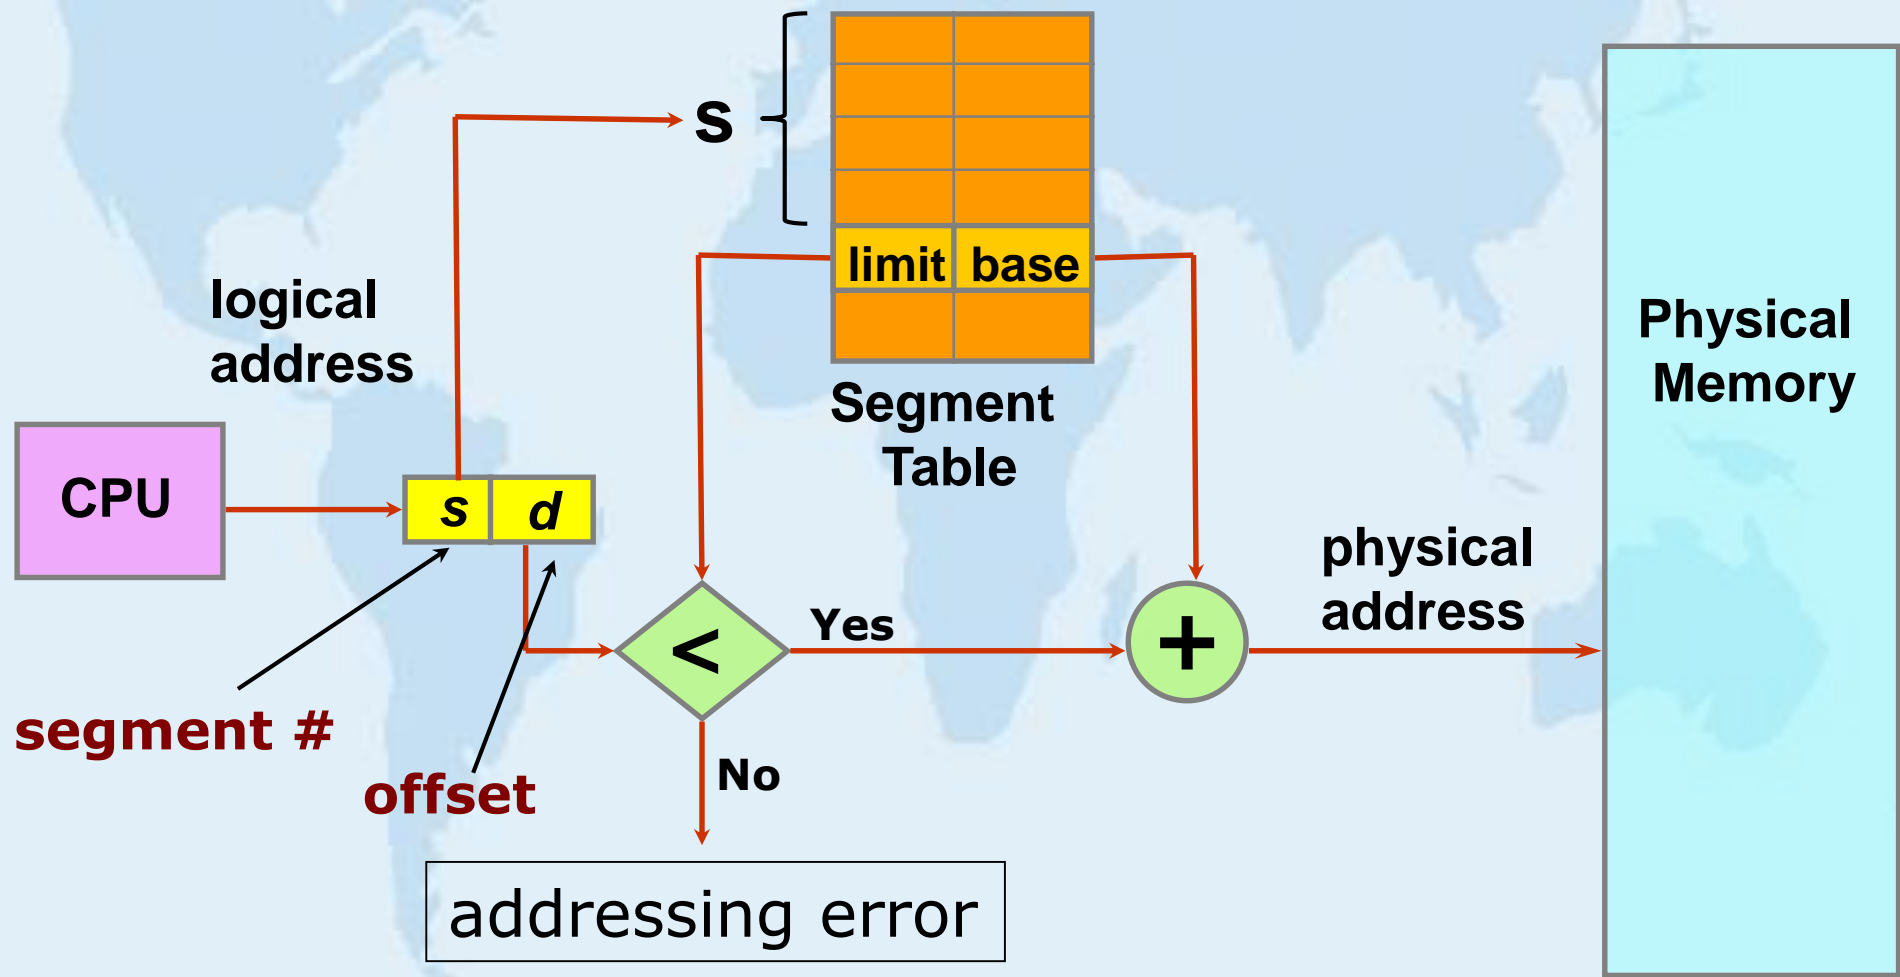 s
limit base
logical
address
Physical
Memory
Segment
Table
CPU
s d
physical
address
<
Yes
+
segment #
offset
No
addressing error